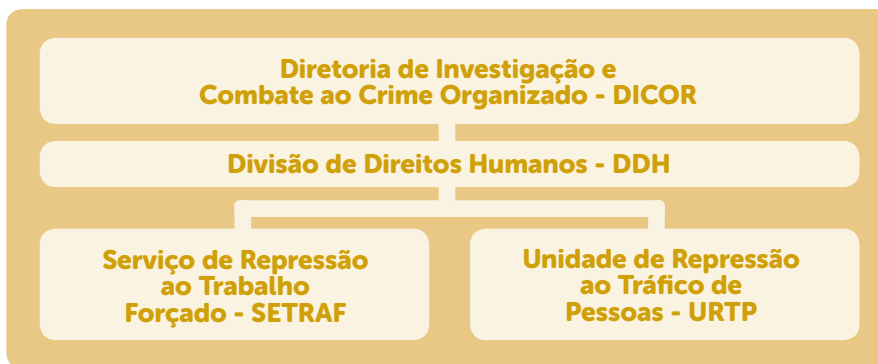 Diretoria de Investigação e
Combate ao Crime Organizado - DICOR
Divisão de Direitos Humanos - DDH
Serviço de Repressão
ao Trabalho
Forçado - SETRAF
Unidade de Repressão
ao Tráfico de
Pessoas - URTP